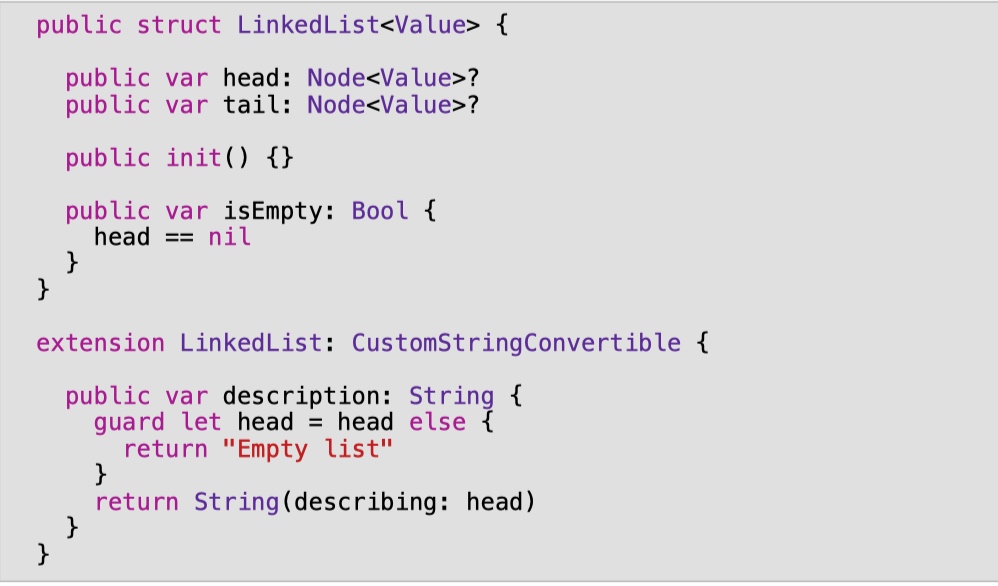 public struct LinkedList<Value> {
public var head: Node<Value>?
public var tail: Node<Value>?
public init() {}
public var isEmpty: Bool {
head == nil
}
}
extension LinkedList: CustomStringConvertible {
public var description: String {
guard let head = head else {
return "Empty list"
}
return String(describing: head)
}
}